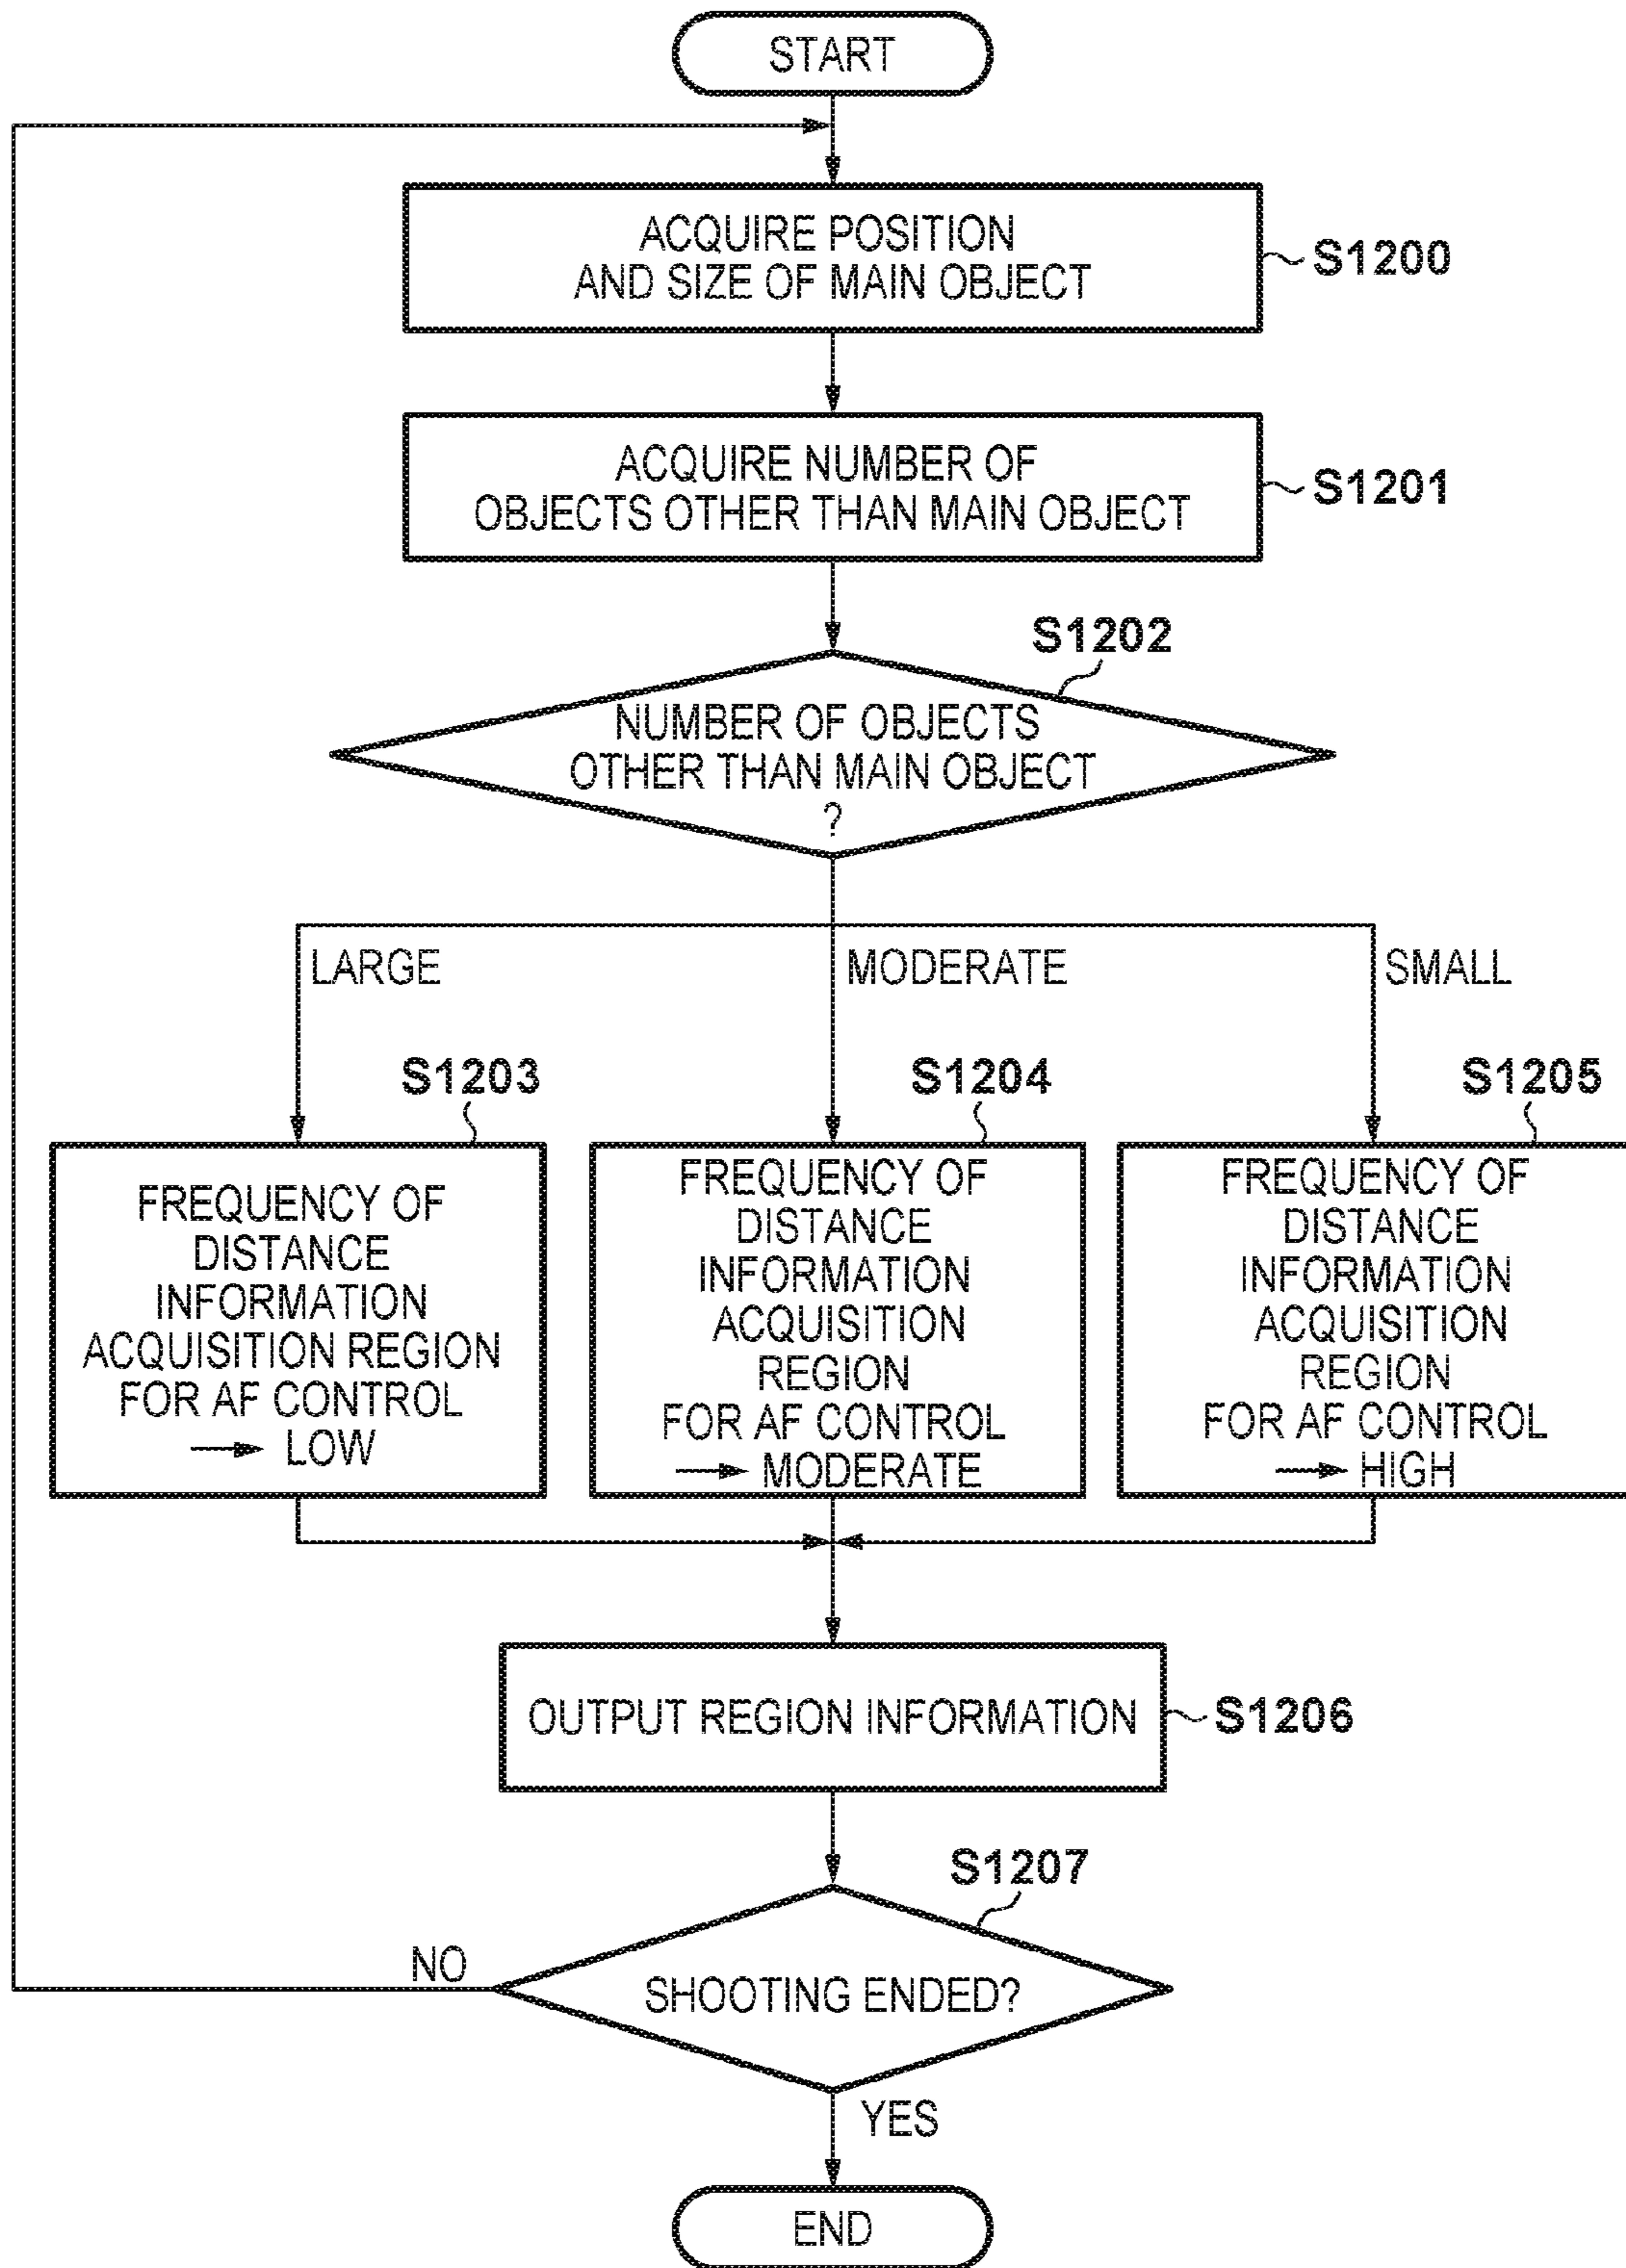 START
ACQUIRE POSITION
AND SIZE OF MAIN OBJECT
S1200
ACQUIRE NUMBER OF
OBJECTS OTHER THAN MAIN OBJECT
S1201
S1202
NUMBER OF OBJECTS
OTHER THAN MAIN OBJECT
?
LARGE
MODERATE
SMALL
S1203
FREQUENCY OF
DISTANCE
INFORMATION
ACQUISITION REGION
FOR AF CONTROL
→ LOW
S1204
FREQUENCY OF
DISTANCE
INFORMATION
ACQUISITION
REGION
FOR AF CONTROL
→ MODERATE
S1205
FREQUENCY OF
DISTANCE
INFORMATION
ACQUISITION
REGION
FOR AF CONTROL
→ HIGH
OUTPUT REGION INFORMATION
S1206
S1207
SHOOTING ENDED?
NO
YES
END